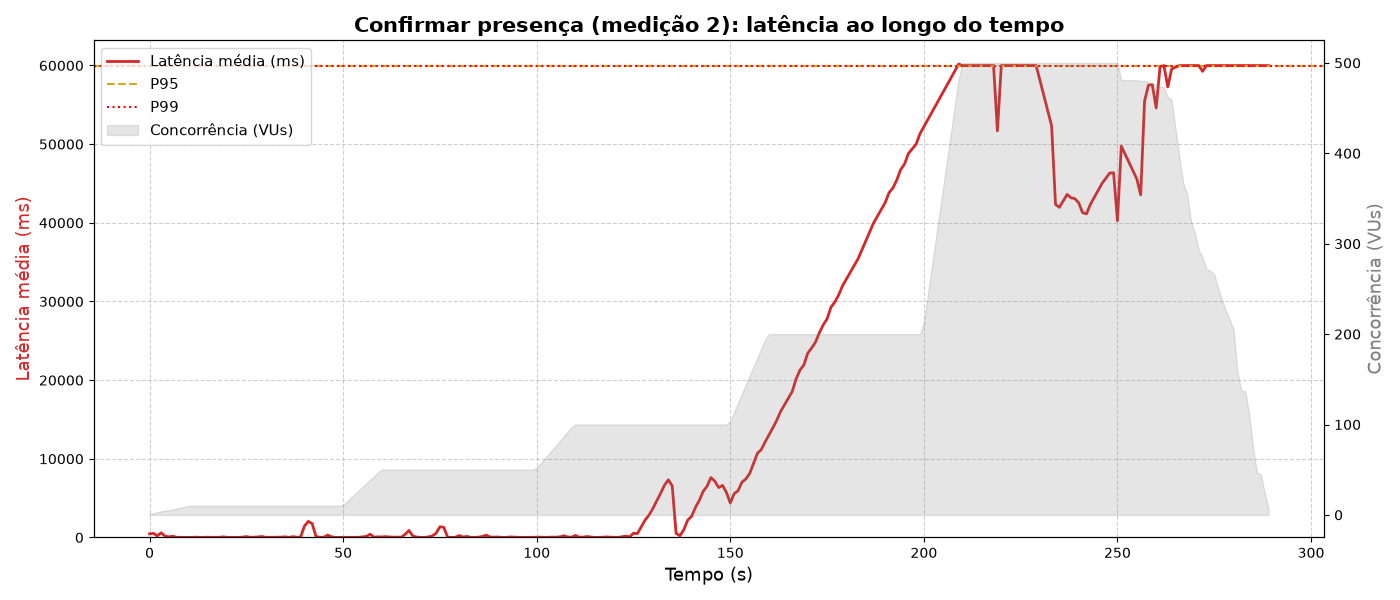 Confirmar presença (medição 2): latência ao longo do tempo
Latência média (ms)
P95
P99
Concorrência (VUs)
60000
50000
40000
30000
20000
10000
0
Latência média (ms)
500
400
300
200
100
0
Concorrência (VUs)
0
50
100
150
200
250
300
Tempo (s)